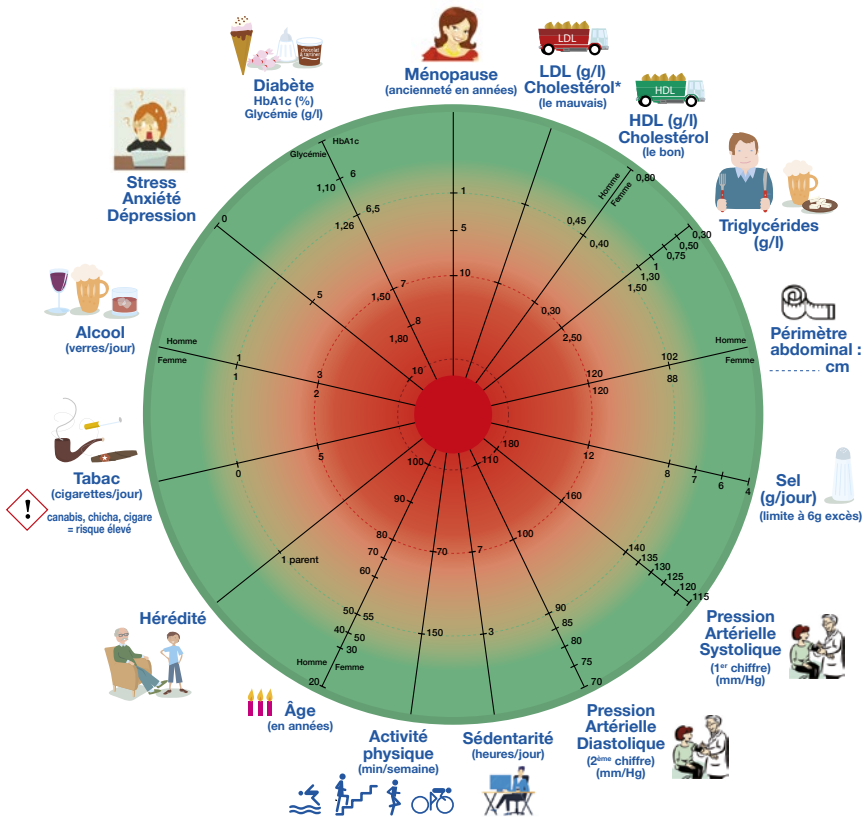 Diabète
HbA1c (%)
Glycémie (g/l)
Ménopause
(ancienneté en années)
LDL
LDL (g/l)
Cholestérol*
(le mauvais)
HDL
HDL (g/l)
Cholestérol
(le bon)
Triglycérides
(g/l)
Périmètre
abdominal :
cm
Sel
(g/jour)
(limite à 6g excès)
Pression
Artérielle
Systolique
(1er chiffre)
(mm/Hg)
Pression
Artérielle
Diastolique
(2ème chiffre)
(mm/Hg)
Sédentarité
(heures/jour)
Activité
physique
(min/semaine)
Âge
(en années)
Hérédité
Tabac
(cigarettes/jour)
!
canabis, chicha, cigare
= risque élevé
Alcool
(verres/jour)
Stress
Anxiété
Dépression
Glycémie
HbA1c
1,10
6
1,26
6,5
1,50
7
1,80
8
10
1
5
10
Homme
Femme
0,80
0,45
0,40
0,30
0,30
0,50
0,75
1
1,30
1,50
2,50
Homme
Femme
102
88
120
120
12
8
7
6
4
180
160
140
135
130
125
120
115
110
100
90
85
80
75
70
7
3
70
150
100
90
80
70
60
50
55
40
50
30
Homme
Femme
20
1 parent
5
0
Homme
Femme
1
1
3
2
0
5